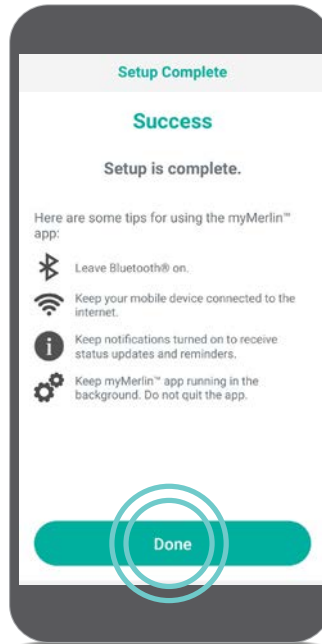 Setup Complete
Success
Setup is complete.
Here are some tips for using the myMerlin™
app:
Leave Bluetooth® on.
Keep your mobile device connected to the
internet.
i
Keep notifications turned on to receive
status updates and reminders.
Keep myMerlin™ app running in the
background. Do not quit the app.
Done